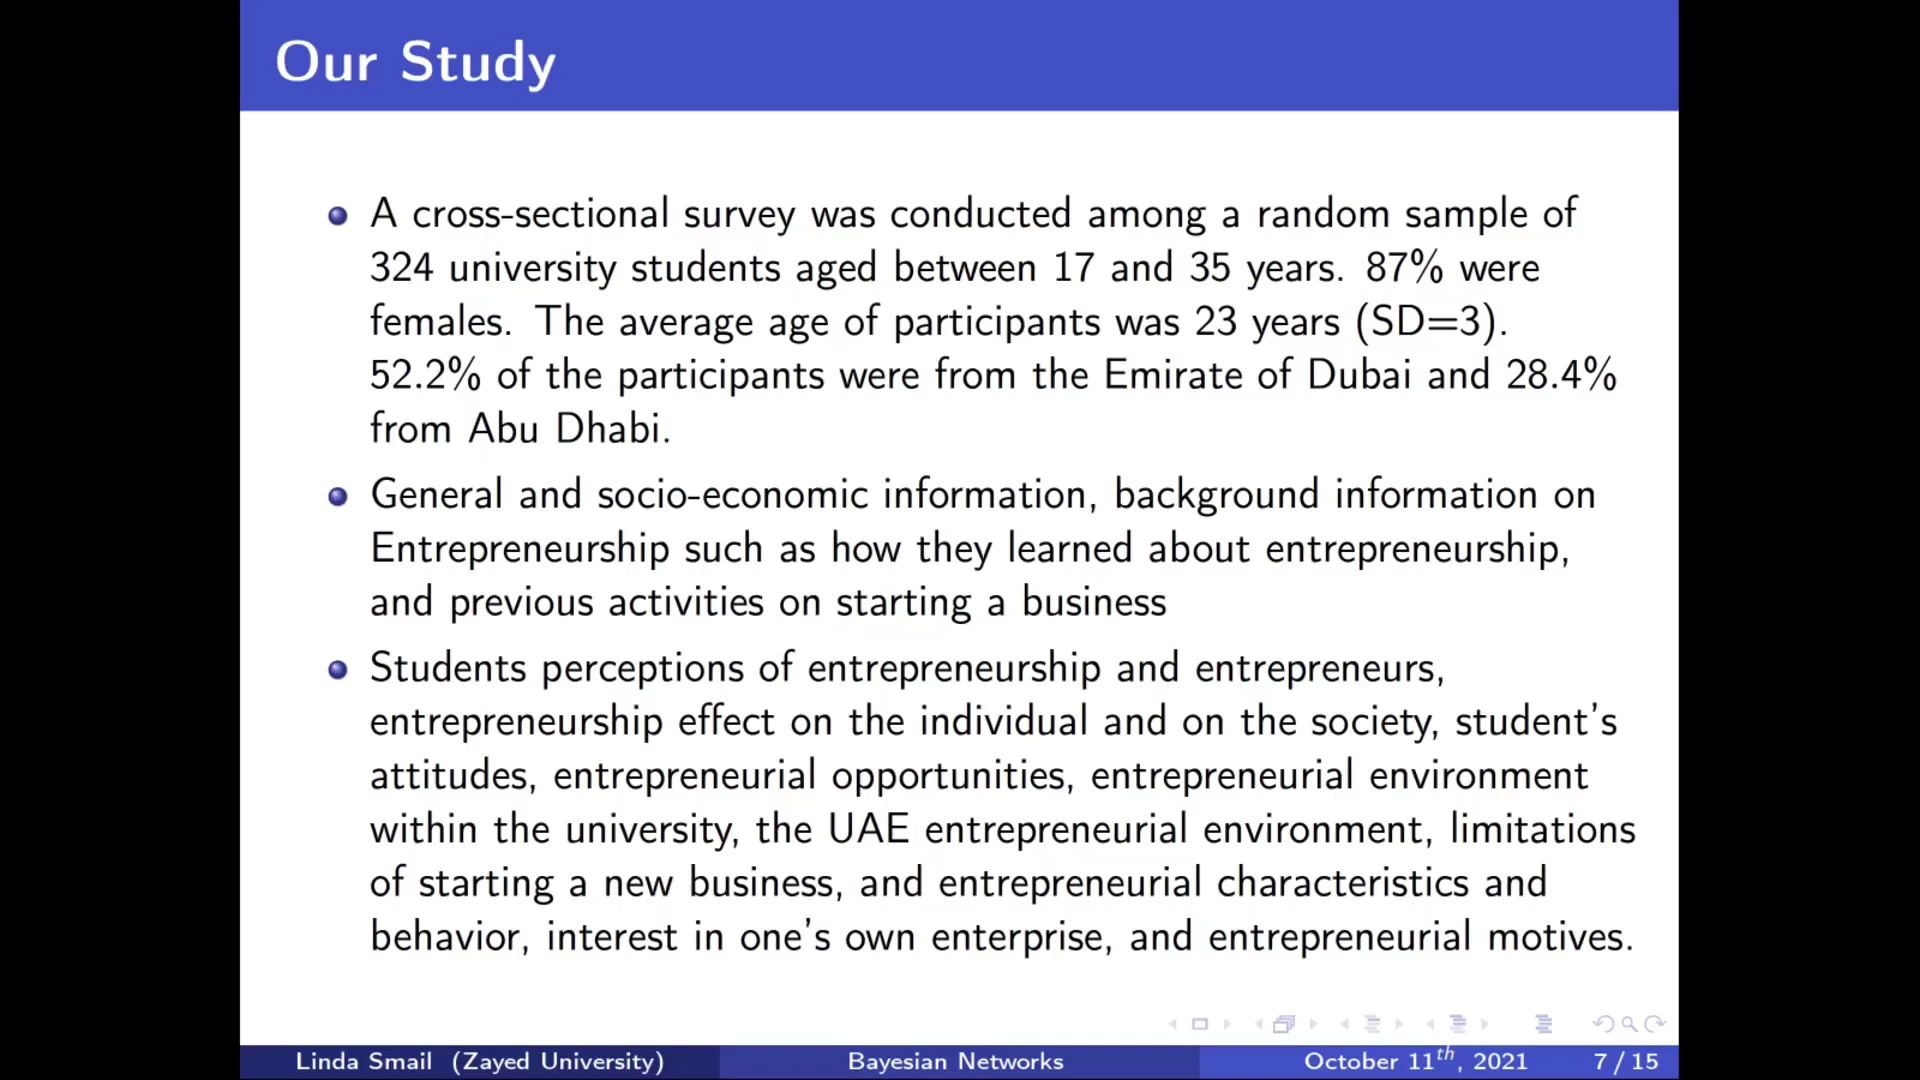 Our Study
A cross-sectional survey was conducted among a random sample of
324 university students aged between 17 and 35 years. 87% were
females. The average age of participants was 23 years (SD=3).
52.2% of the participants were from the Emirate of Dubai and 28.4%
from Abu Dhabi.
General and socio-economic information, background information on
Entrepreneurship such as how they learned about entrepreneurship,
and previous activities on starting a business
Students perceptions of entrepreneurship and entrepreneurs,
entrepreneurship effect on the individual and on the society, student's
attitudes, entrepreneurial opportunities, entrepreneurial environment
within the university, the UAE entrepreneurial environment, limitations
of starting a new business, and entrepreneurial characteristics and
behavior, interest in one's own enterprise, and entrepreneurial motives.
Linda Smail (Zayed University) Bayesian Networks October 11th, 2021 7 / 15